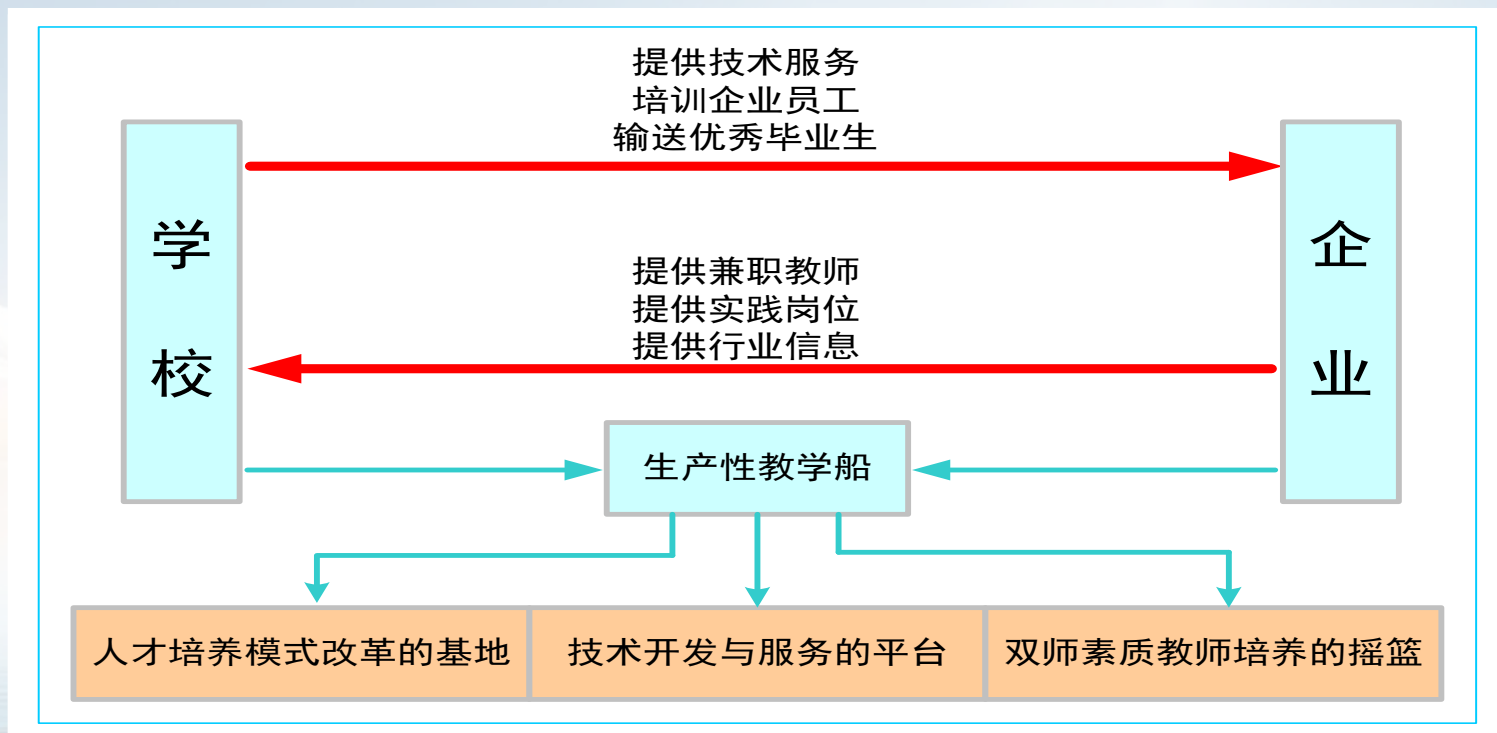 提供技术服务
培训企业员工
输送优秀毕业生
学校
企业
提供兼职教师
提供实践岗位
提供行业信息
生产性教学船
人才培养模式改革的基地
技术开发与服务的平台
双师素质教师培养的摇篮